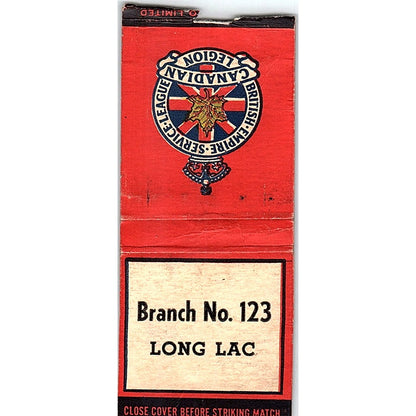 O LIMITED
CANADIAN
LEGION
BRITISH·EMPIRE·SERVICE·LEAGUE
Branch No. 123
LONG LAC
CLOSE COVER BEFORE STRIKING MATCH